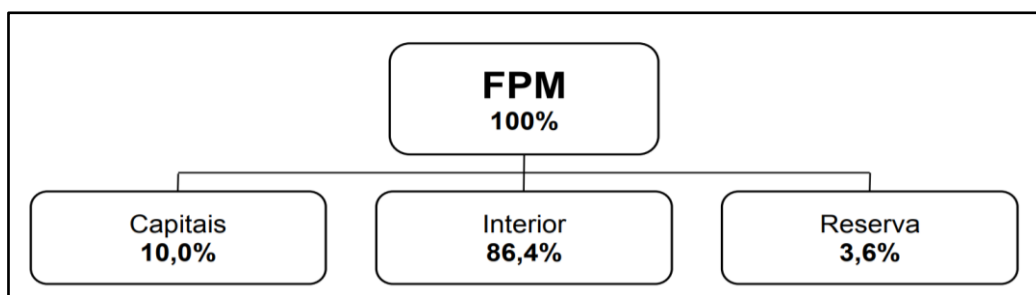 FPM
100%
Capitais
10,0%
Interior
86,4%
Reserva
3,6%